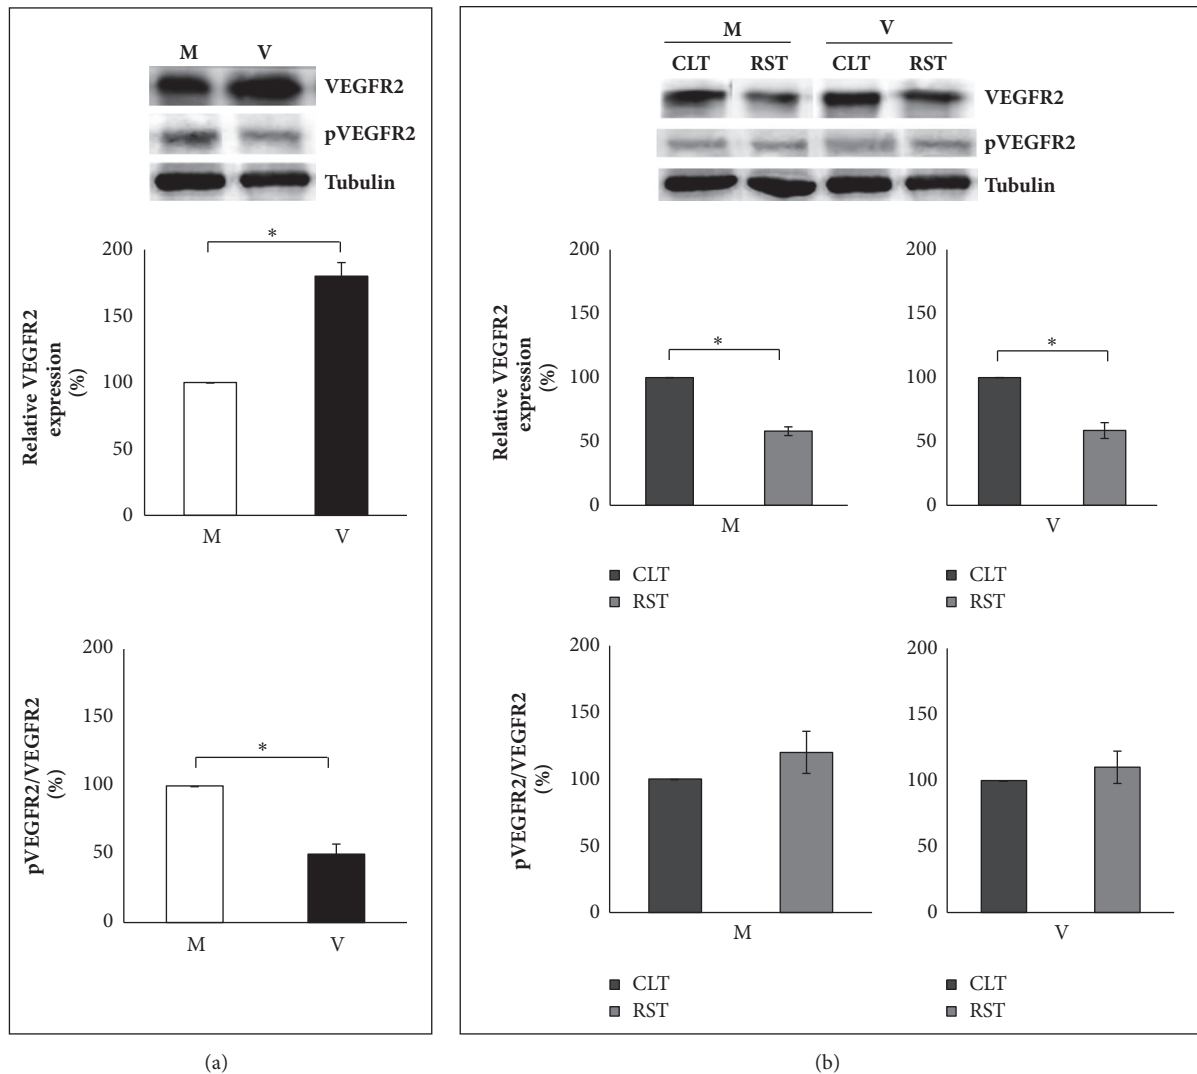 M V
VEGFR2
pVEGFR2
Tubulin
200
150
100
50
0
Relative VEGFR2
expression
(%)
*
M V
200
150
100
50
0
pVEGFR2/VEGFR2
(%)
*
M V
(a)
M V
CLT RST CLT RST
VEGFR2
pVEGFR2
Tubulin
200
150
100
50
0
Relative VEGFR2
expression
(%)
*
M
CLT
RST
200
150
100
50
0
*
V
CLT
RST
200
150
100
50
0
pVEGFR2/VEGFR2
(%)
M
CLT
RST
200
150
100
50
0
V
CLT
RST
(b)